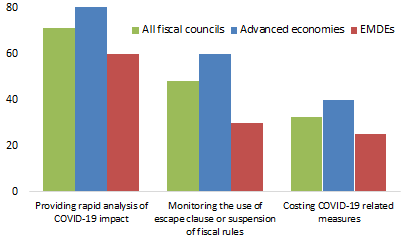 80
All fiscal councils Advanced economies EMDEs
60
40
20
0
Providing rapid analysis of
COVID-19 impact
Monitoring the use of
escape clause or suspension
of fiscal rules
Costing COVID-19 related
measures